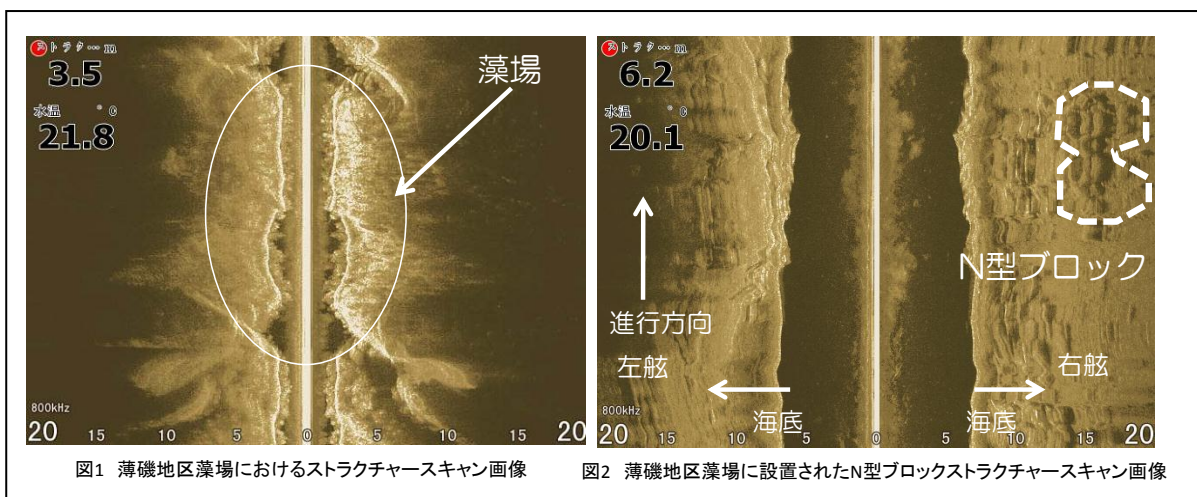 ストラク… m
3.5
水温 °C
21.8
藻場
800kHz
20 15 10 5 0 5 10 15 20
図1 薄磯地区藻場におけるストラクチャースキャン画像
ストラク… m
6.2
水温 °C
20.1
N型ブロック
進行方向
左舷
右舷
海底
海底
800kHz
20 15 10 5 0 5 10 15 20
図2 薄磯地区藻場に設置されたN型ブロックストラクチャースキャン画像